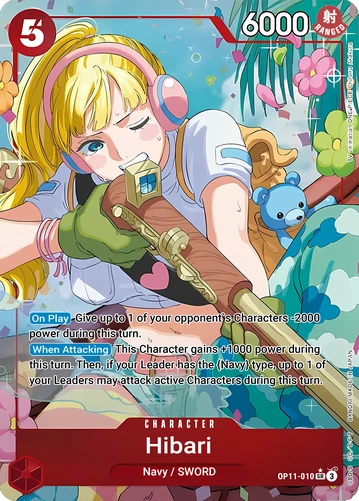 5
6000
射
RANGED
On Play Give up to 1 of your opponent's Characters -2000
power during this turn.
When Attacking This Character gains +1000 power during
this turn. Then, if your Leader has the {Navy} type, up to 1 of
your Leaders may attack active Characters during this turn.
CHARACTER
Hibari
Navy / SWORD
OP11-010 SR 3